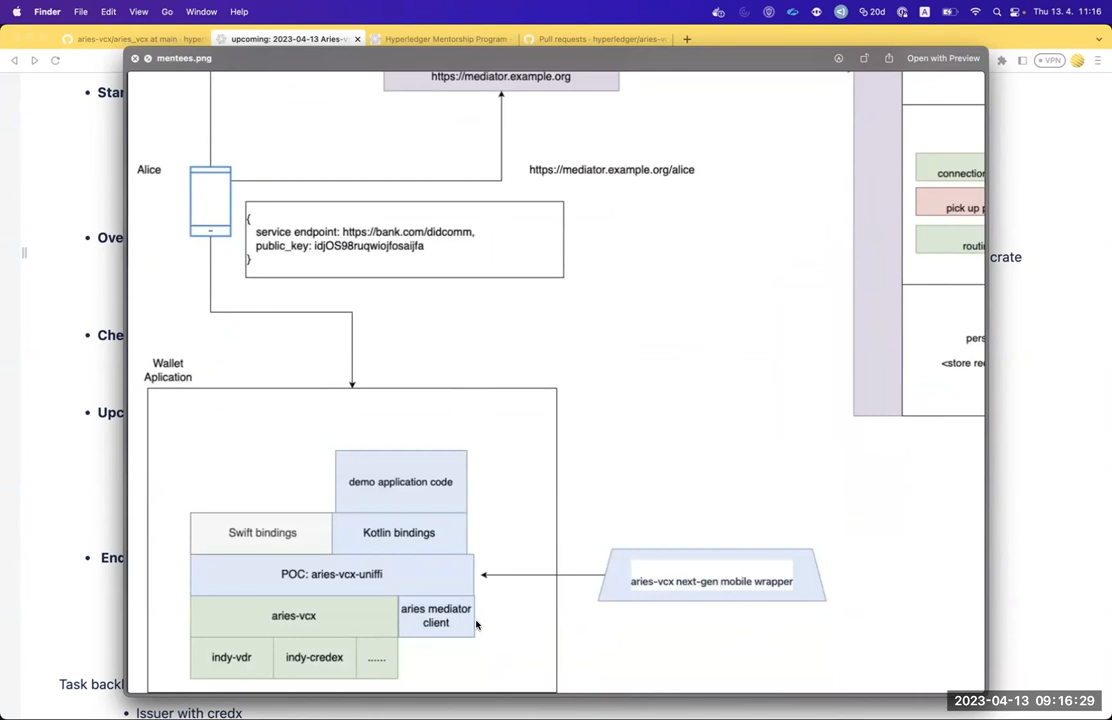 Finder File Edit View Go Window Help
20d
A
Thu 13. 4. 11:16
aries-vcx/aries_vcx at main · hype
upcoming: 2023-04-13 Aries-v
Hyperledger Mentorship Program
Pull requests · hyperledger/aries-v
VPN
mentees.png
Open with Preview
https://mediator.example.org
Star
Alice
https://mediator.example.org/alice
connection
pick up p
routi
{
service endpoint: https://bank.com/didcomm,
public_key: idjOS98ruqwiojfosaijfa
}
Ove
crate
Che
pers
<store re
Wallet
Aplication
Upc
demo application code
Swift bindings
Kotlin bindings
End
POC: aries-vcx-uniffi
aries-vcx next-gen mobile wrapper
aries-vcx
aries mediator
client
indy-vdr
indy-credex
......
Task backl
Issuer with credx
2023-04-13 09:16:29